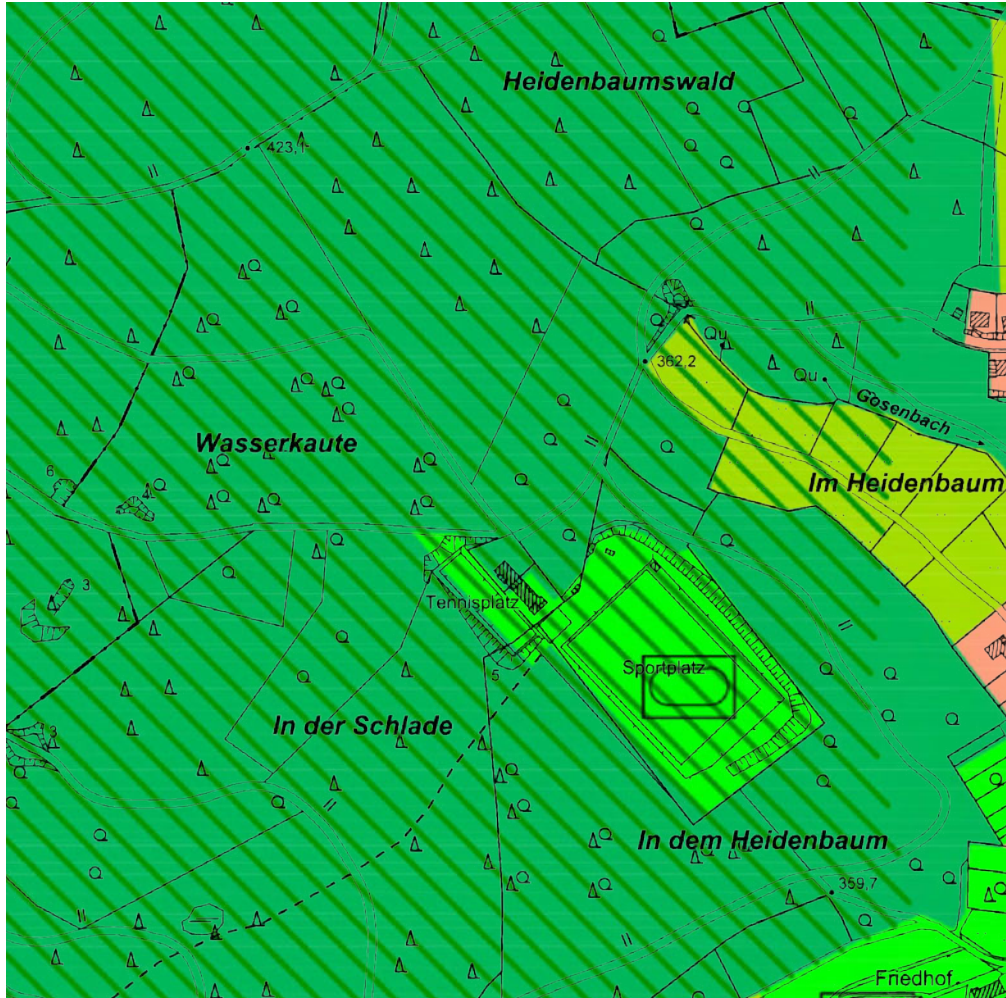 Heidenbaumswald
423,1
Qu
362,2
Qu
Gosenbach
Wasserkaute
Im Heidenbaum
6
4
3
Tennisplatz
Sportplatz
5
In der Schlade
3
In dem Heidenbaum
359,7
Friedhof